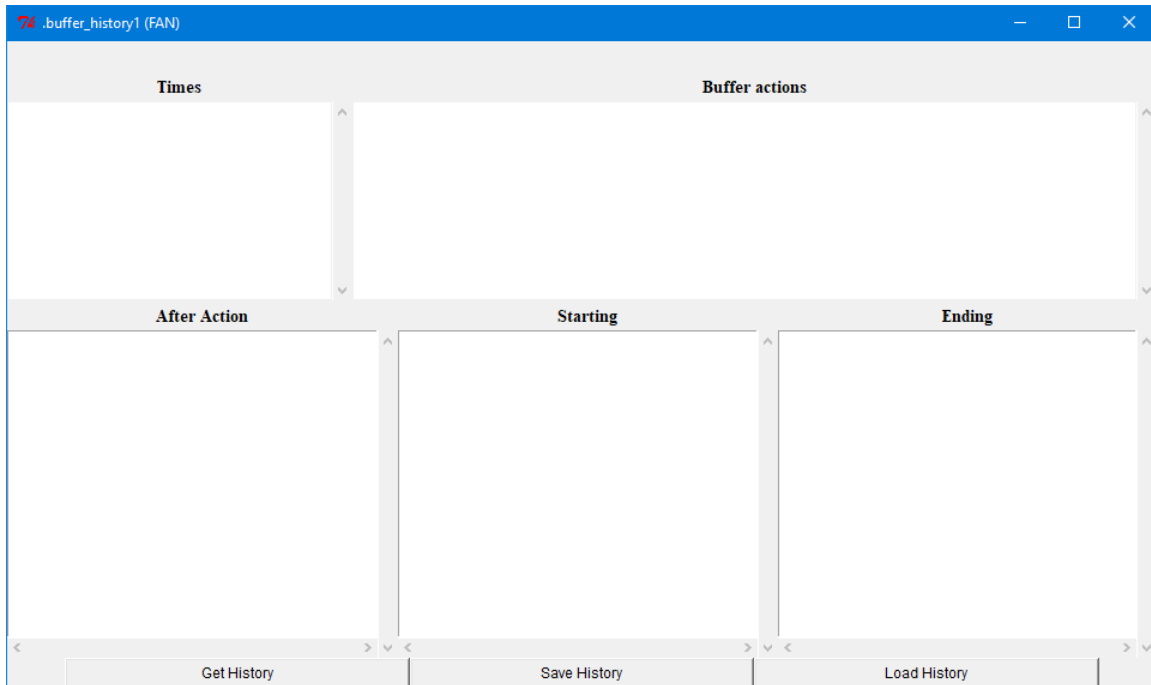 .buffer_history1 (FAN)
Times
Buffer actions
After Action
Starting
Ending
Get History
Save History
Load History